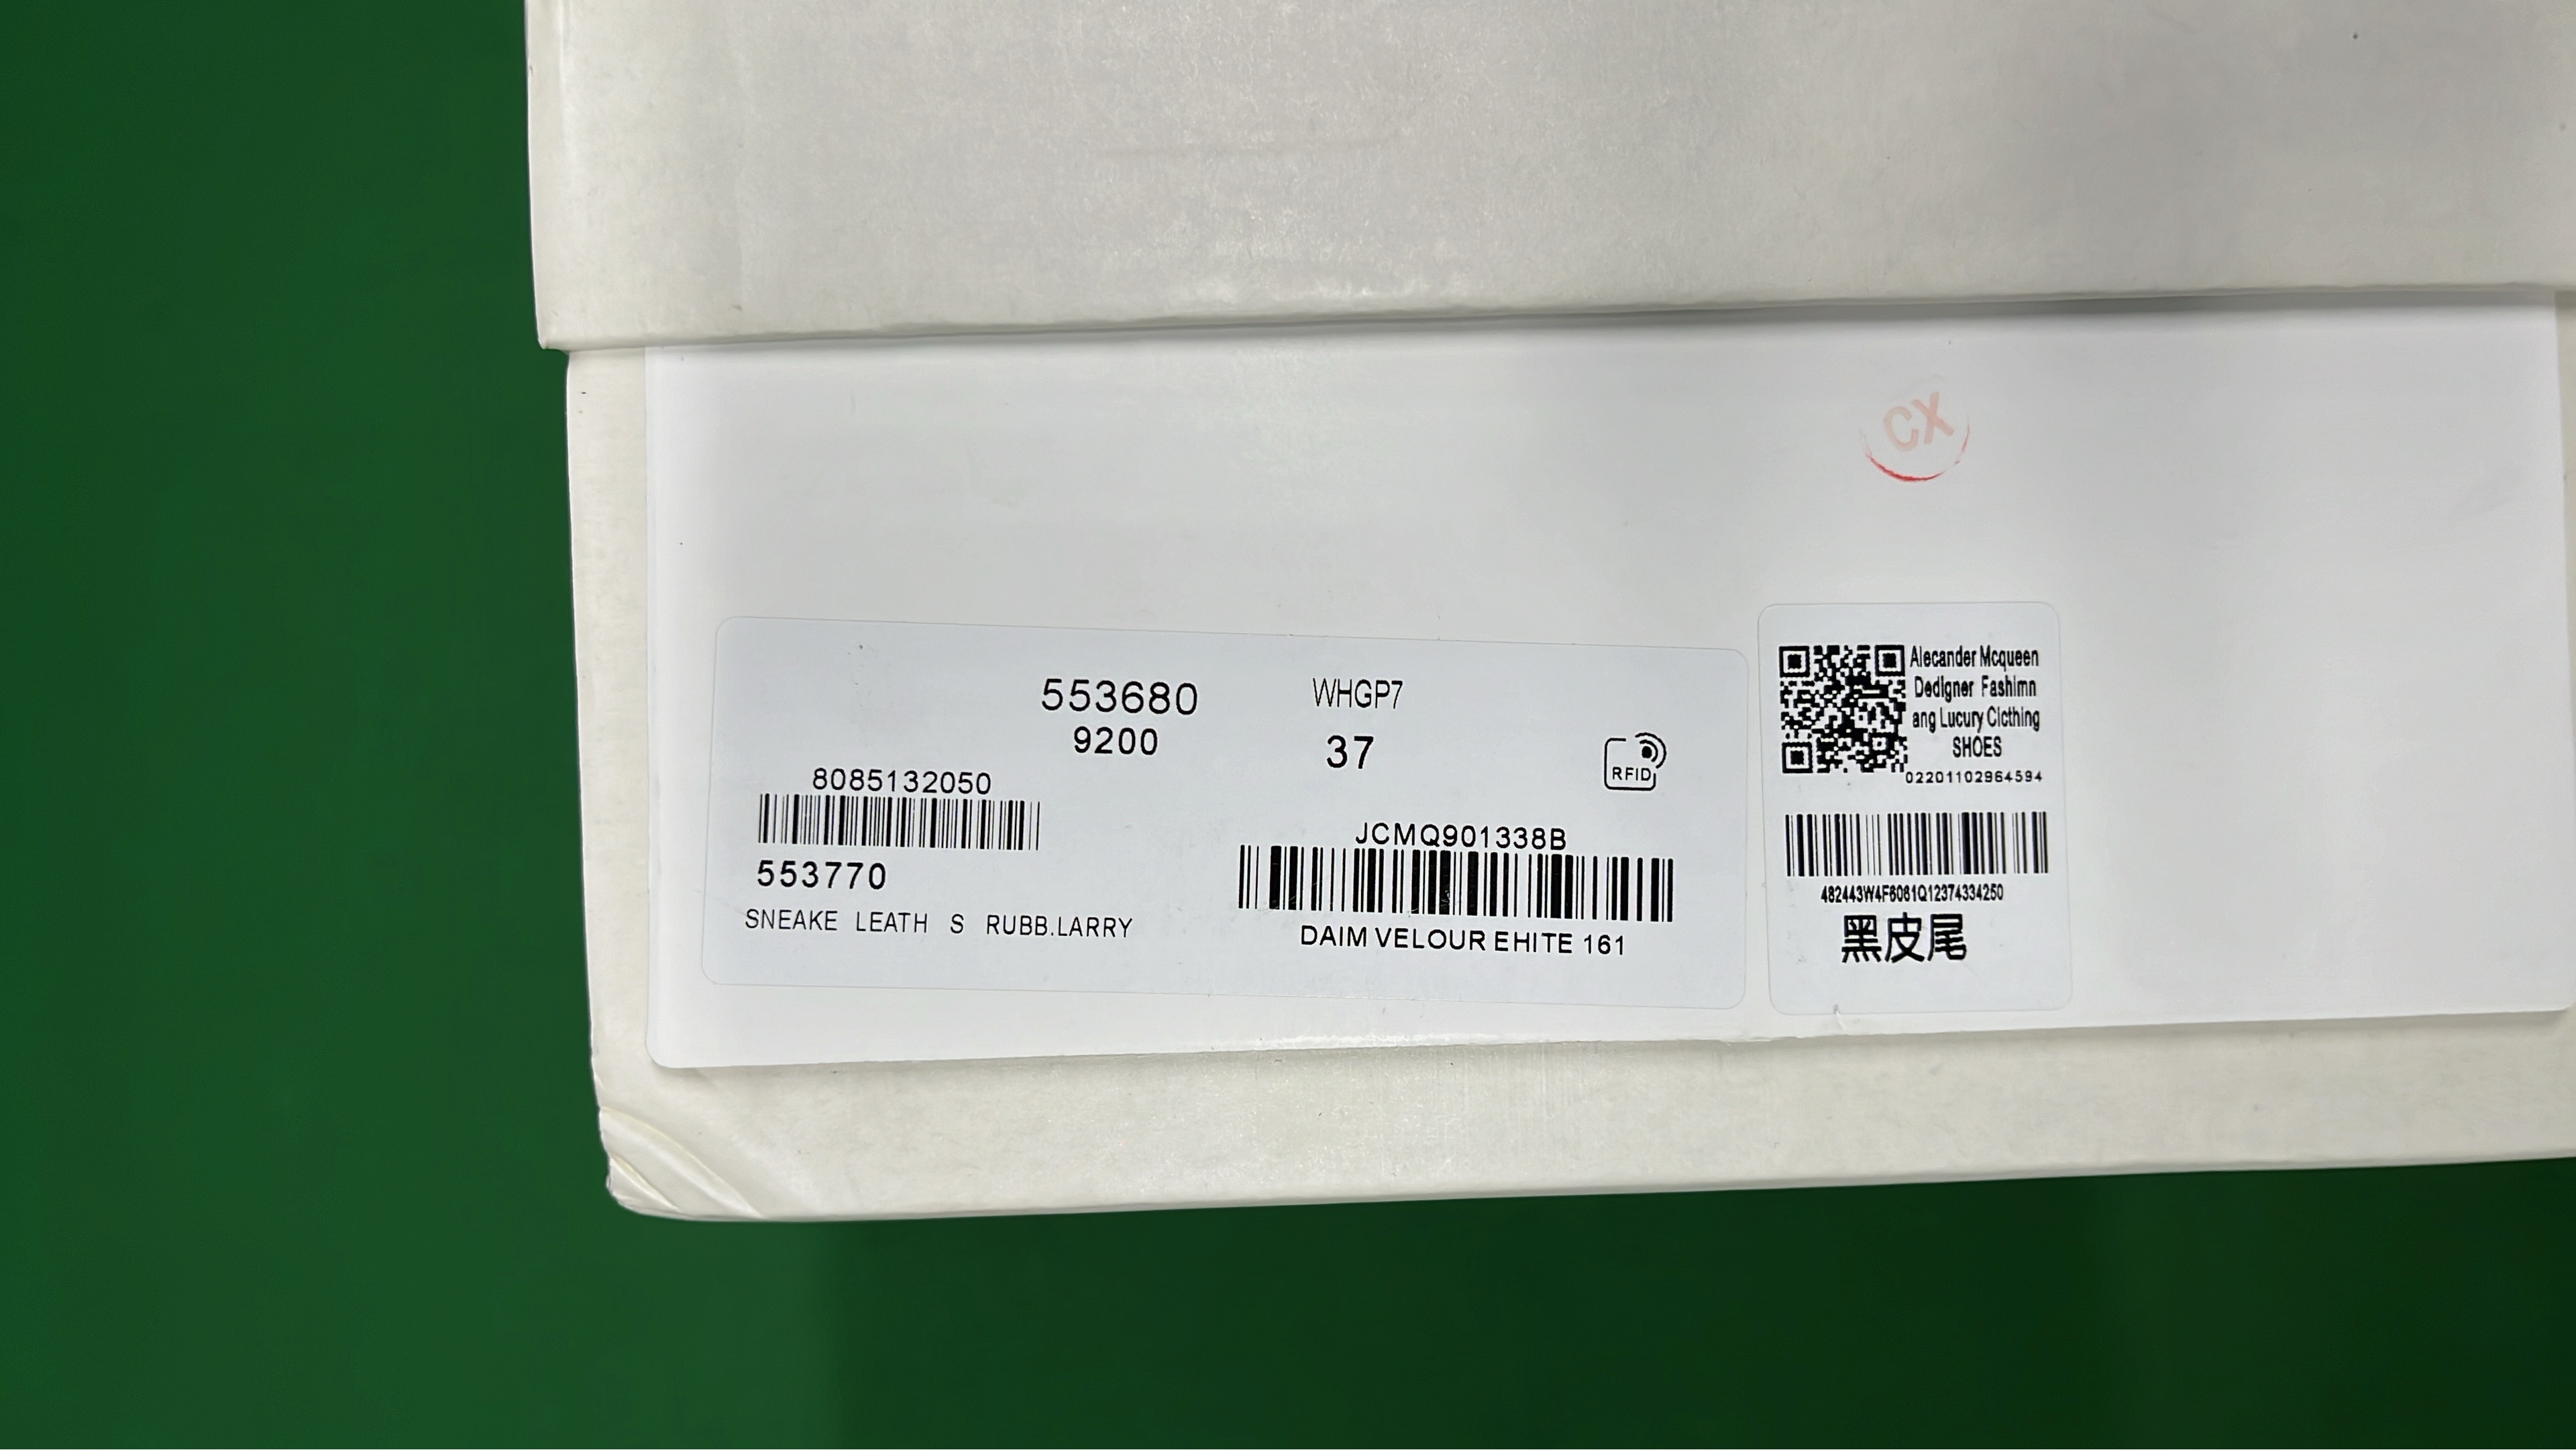 CX
553680
WHGP7
9200
37
RFID
8085132050
JCMQ901338B
553770
SNEAKE LEATH S RUBB.LARRY
DAIM VELOUR EHITE 161
Alecander Mcqueen
Dedigner Fashimn
ang Lucury Clcthing
SHOES
02201102964594
482443W4F6061Q12374334250
黑皮尾